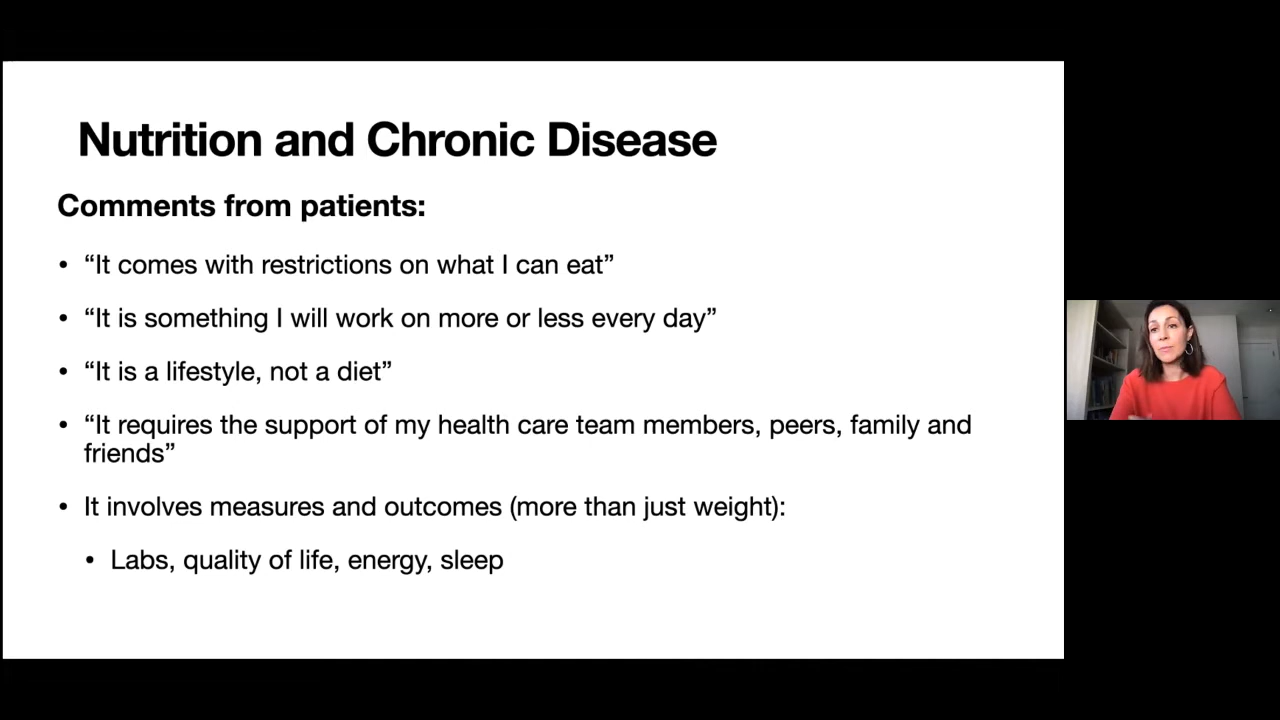 Nutrition and Chronic Disease
Comments from patients:
• “It comes with restrictions on what I can eat”
• “It is something I will work on more or less every day”
• “It is a lifestyle, not a diet”
• “It requires the support of my health care team members, peers, family and
friends”
• It involves measures and outcomes (more than just weight):
• Labs, quality of life, energy, sleep